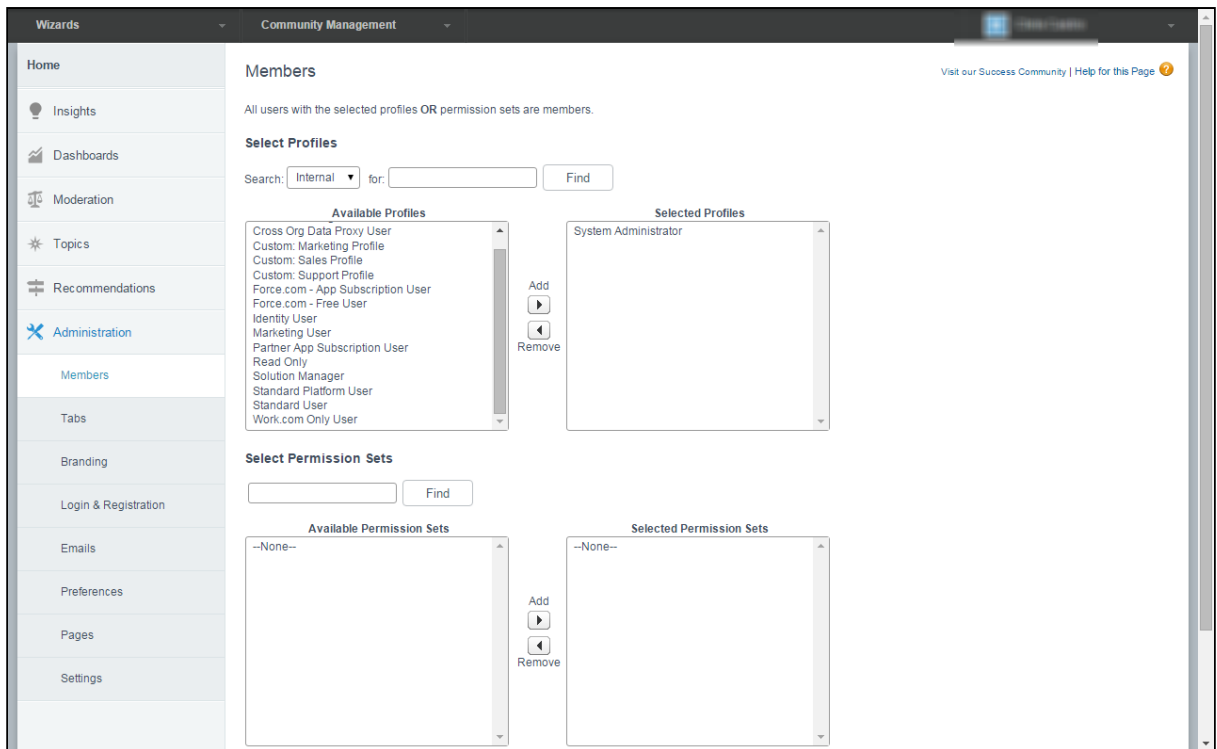 Wizards
Community Management
Home
Insights
Dashboards
Moderation
Topics
Recommendations
Administration
Members
Tabs
Branding
Login & Registration
Emails
Preferences
Pages
Settings
Members
Visit our Success Community | Help for this Page ?
All users with the selected profiles OR permission sets are members.
Select Profiles
Search: Internal for: Find
Available Profiles
Cross Org Data Proxy User
Custom: Marketing Profile
Custom: Sales Profile
Custom: Support Profile
Force.com - App Subscription User
Force.com - Free User
Identity User
Marketing User
Partner App Subscription User
Read Only
Solution Manager
Standard Platform User
Standard User
Work.com Only User
Add
Remove
Selected Profiles
System Administrator
Select Permission Sets
Find
Available Permission Sets
--None--
Add
Remove
Selected Permission Sets
--None--